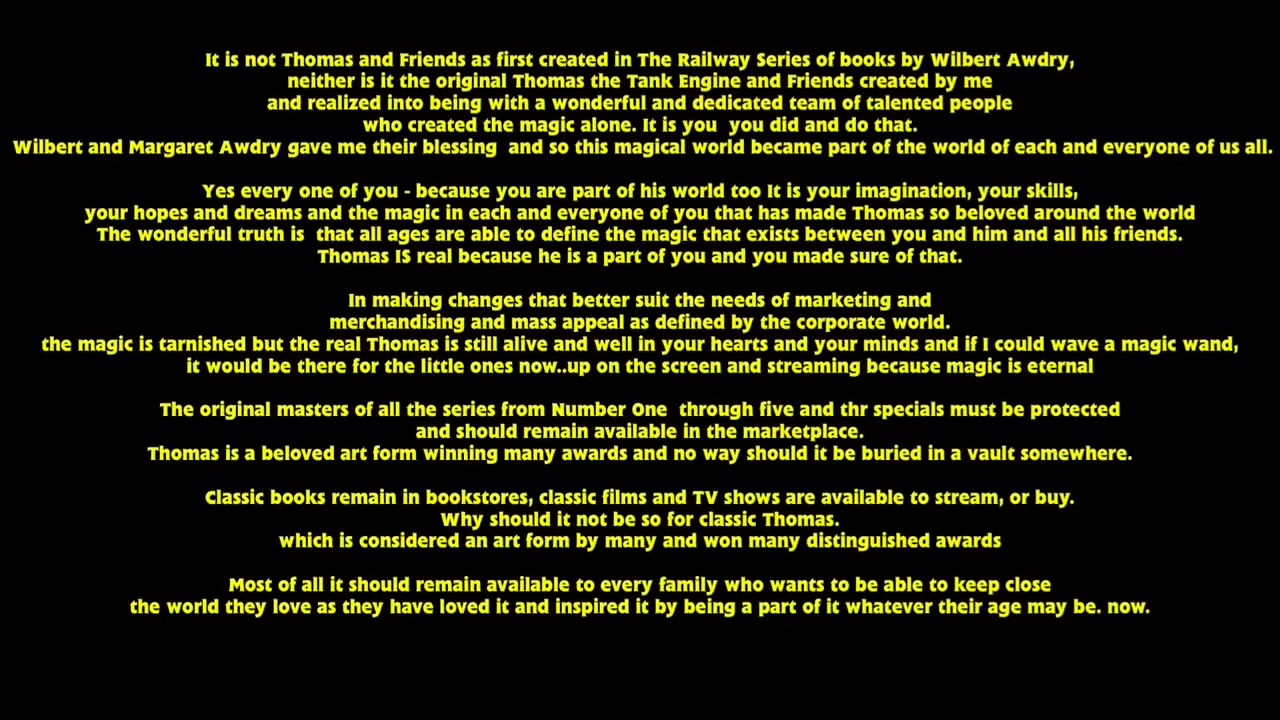 It is not Thomas and Friends as first created in The Railway Series of books by Wilbert Awdry,
neither is it the original Thomas the Tank Engine and Friends created by me
and realized into being with a wonderful and dedicated team of talented people
who created the magic alone. It is you  you did and do that.
Wilbert and Margaret Awdry gave me their blessing  and so this magical world became part of the world of each and everyone of us all.
Yes every one of you - because you are part of his world too It is your imagination, your skills,
your hopes and dreams and the magic in each and everyone of you that has made Thomas so beloved around the world
The wonderful truth is  that all ages are able to define the magic that exists between you and him and all his friends.
Thomas IS real because he is a part of you and you made sure of that.
In making changes that better suit the needs of marketing and
merchandising and mass appeal as defined by the corporate world.
the magic is tarnished but the real Thomas is still alive and well in your hearts and your minds and if I could wave a magic wand,
it would be there for the little ones now..up on the screen and streaming because magic is eternal
The original masters of all the series from Number One  through five and thr specials must be protected
and should remain available in the marketplace.
Thomas is a beloved art form winning many awards and no way should it be buried in a vault somewhere.
Classic books remain in bookstores, classic films and TV shows are available to stream, or buy.
Why should it not be so for classic Thomas.
which is considered an art form by many and won many distinguished awards
Most of all it should remain available to every family who wants to be able to keep close
the world they love as they have loved it and inspired it by being a part of it whatever their age may be. now.